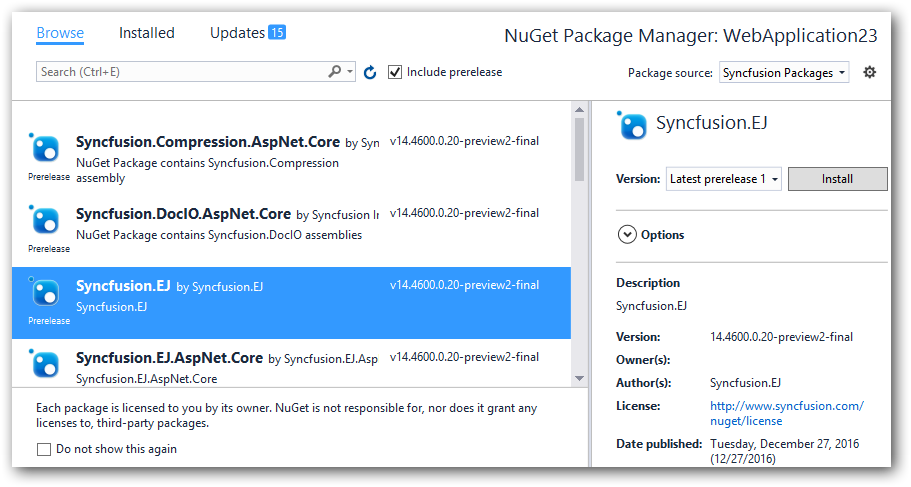 Browse Installed Updates 15
NuGet Package Manager: WebApplication23
Search (Ctrl+E)
Include prerelease
Package source: Syncfusion Packages
Syncfusion.Compression.AspNet.Core by Syn v14.4600.0.20-preview2-final
NuGet Package contains Syncfusion.Compression
assembly
Prerelease
Syncfusion.DocIO.AspNet.Core by Syncfusion In v14.4600.0.20-preview2-final
NuGet Package contains Syncfusion.DocIO assemblies
Prerelease
Syncfusion.EJ by Syncfusion.EJ v14.4600.0.20-preview2-final
Syncfusion.EJ
Prerelease
Syncfusion.EJ.AspNet.Core by Syncfusion.EJ.Asp v14.4600.0.20-preview2-final
Syncfusion.EJ.AspNet.Core
Each package is licensed to you by its owner. NuGet is not responsible for, nor does it grant any
licenses to, third-party packages.
Do not show this again
Syncfusion.EJ
Version: Latest prerelease 1 Install
Options
Description
Syncfusion.EJ
Version: 14.4600.0.20-preview2-final
Owner(s):
Author(s): Syncfusion.EJ
License: http://www.syncfusion.com/
nuget/license
Date published: Tuesday, December 27, 2016
(12/27/2016)